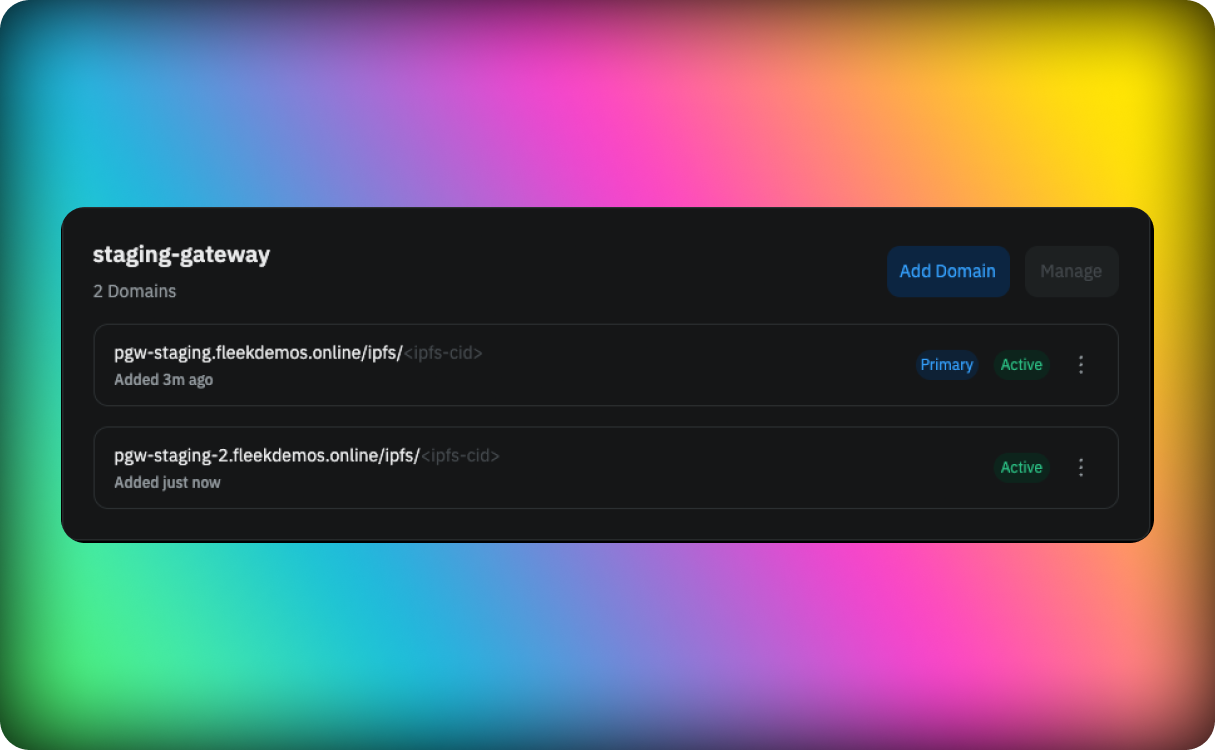 staging-gateway
2 Domains
Add Domain
Manage
pgw-staging.fleekdemos.online/ipfs/<ipfs-cid>
Added 3m ago
Primary
Active
pgw-staging-2.fleekdemos.online/ipfs/<ipfs-cid>
Added just now
Active